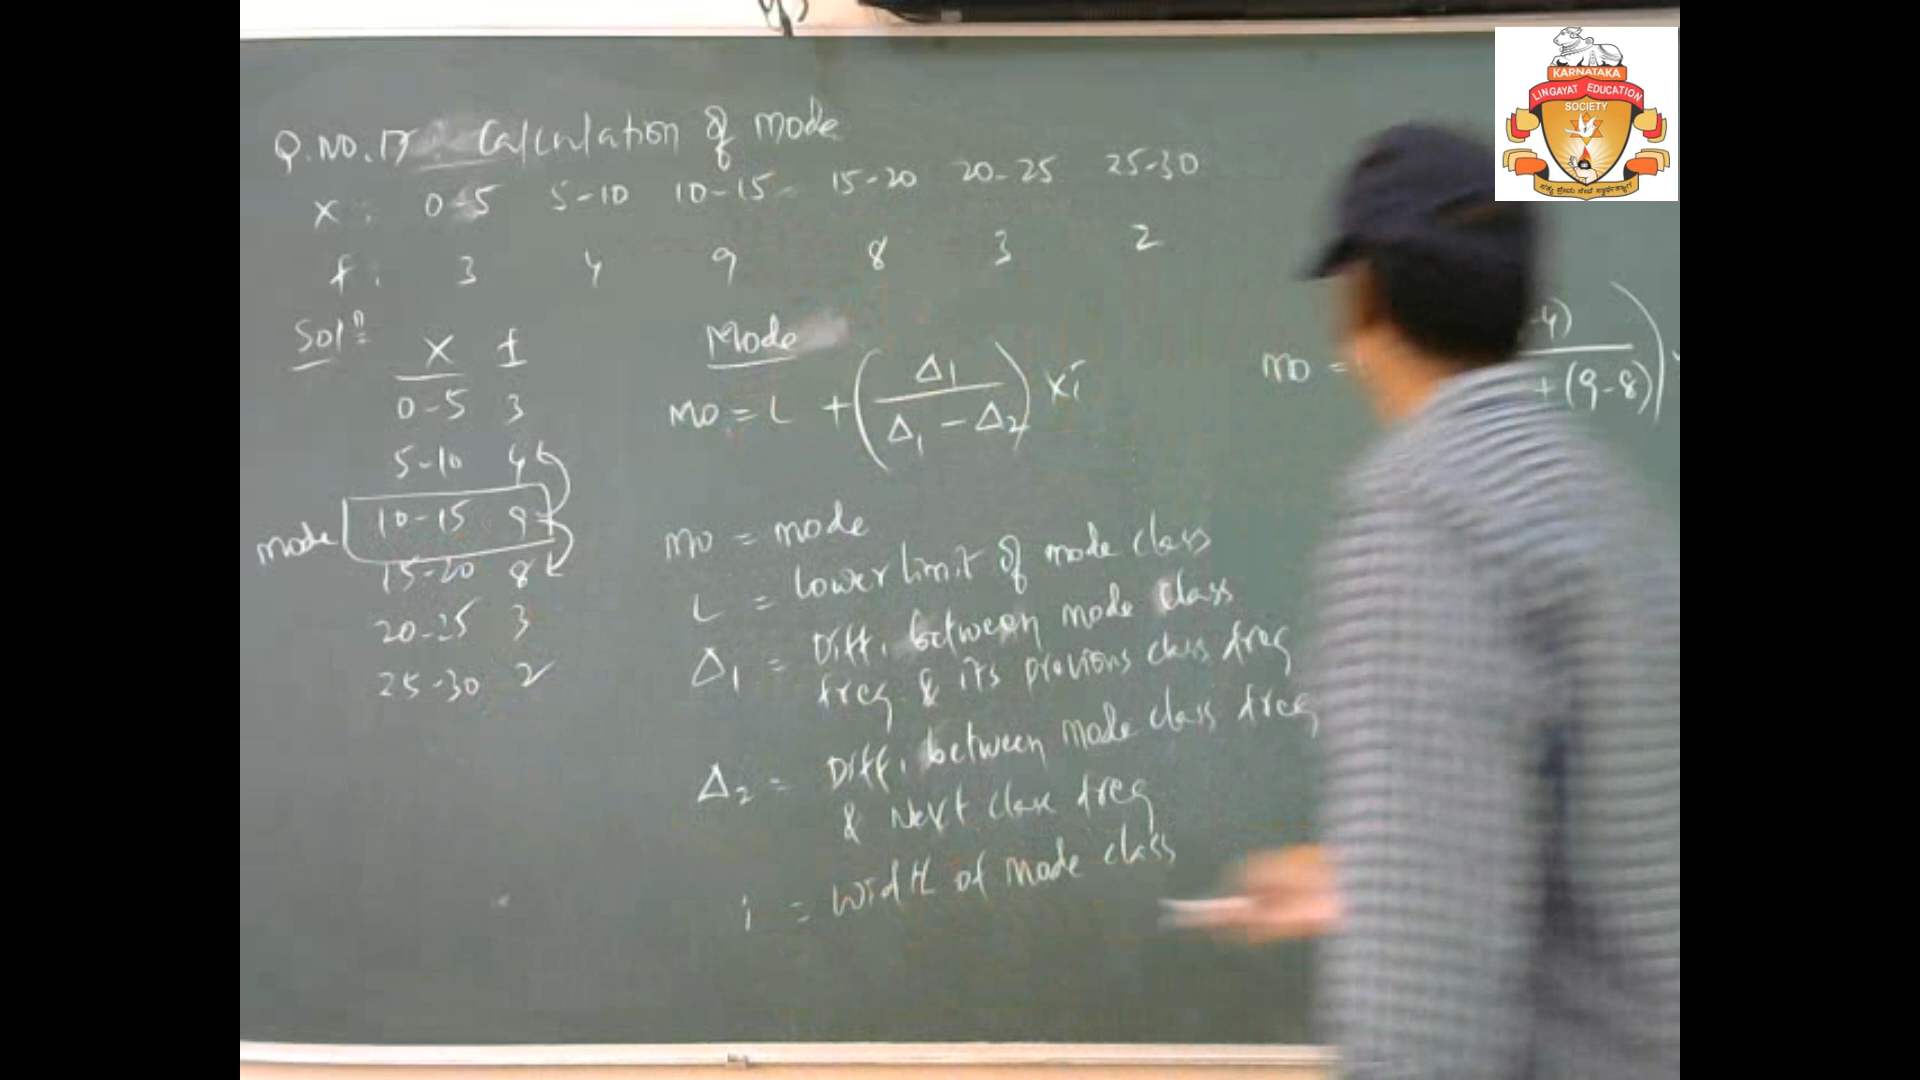 Q.NO.17: Calculation of mode
X: 0-5 5-10 10-15 15-20 20-25 25-30
f: 3 4 9 8 3 2
Solⁿ:
X f
0-5 3
5-10 4
mode 10-15 9
15-20 8
20-25 3
25-30 2
Mode
mo = L + (Δ1 / Δ1 - Δ2) xi
mo = mode
L = Lower limit of mode class
Δ1 = Diff. between mode class
freq & its previous class freq
Δ2 = Diff. between mode class freq
& Next class freq
i = width of mode class
mo =
-4)
+ (9-8))
KARNATAKA
LINGAYAT EDUCATION
SOCIETY